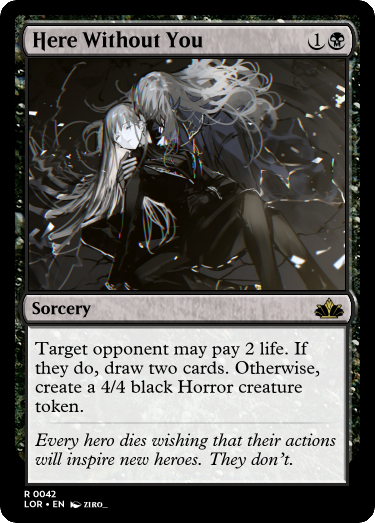 Here Without You 1
Sorcery
Target opponent may pay 2 life. If
they do, draw two cards. Otherwise,
create a 4/4 black Horror creature
token.
Every hero dies wishing that their actions
will inspire new heroes. They don't.
R 0042
LOR • EN ZIRO_